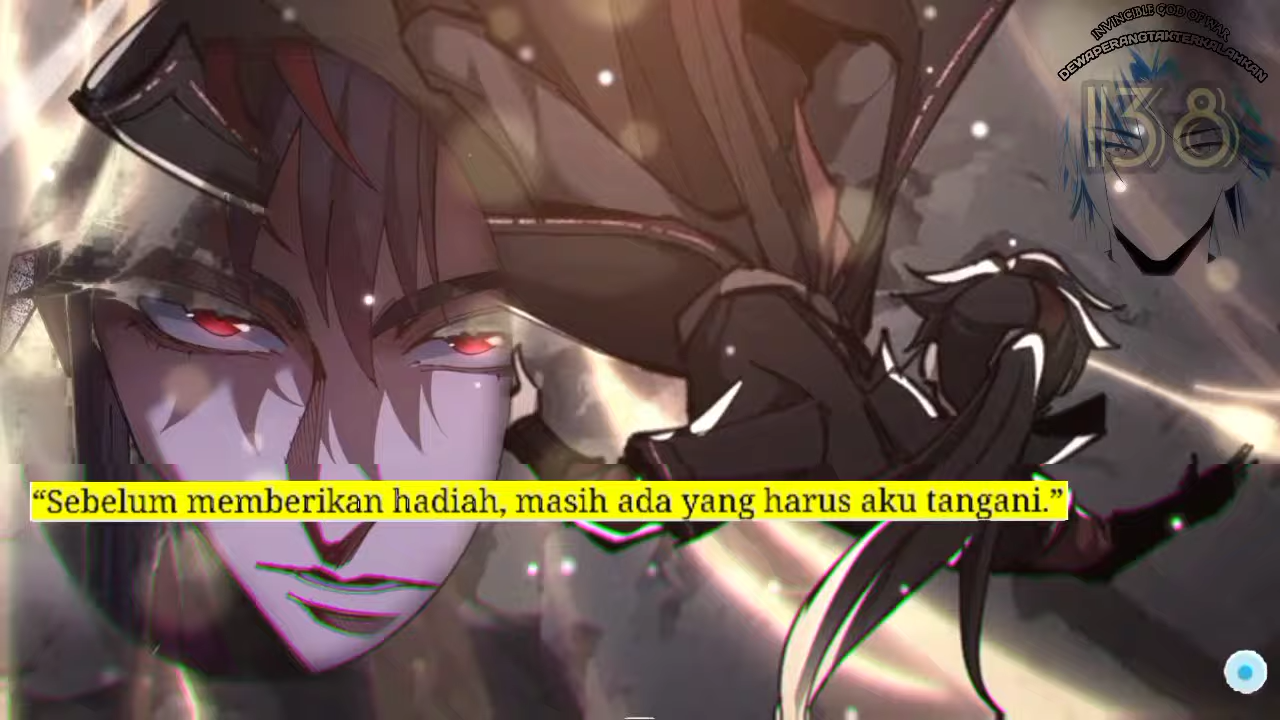 INVINCIBLE GOD OF WAR
DEWAPERANGTAKTERKALAHKAN
138
“Sebelum memberikan hadiah, masih ada yang harus aku tangani.”